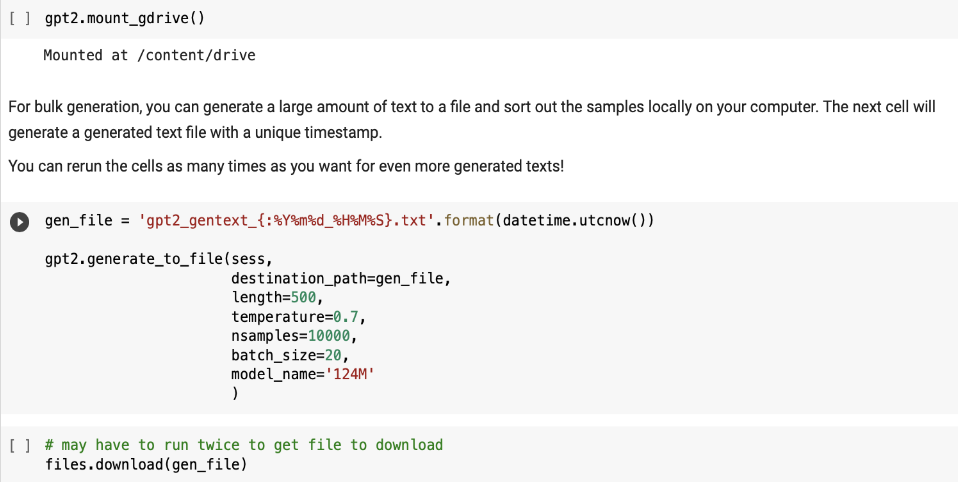 [ ] gpt2.mount_gdrive()
Mounted at /content/drive
For bulk generation, you can generate a large amount of text to a file and sort out the samples locally on your computer. The next cell will
generate a generated text file with a unique timestamp.
You can rerun the cells as many times as you want for even more generated texts!
gen_file = 'gpt2_gentext_{:%Y%m%d_%H%M%S}.txt'.format(datetime.utcnow())
gpt2.generate_to_file(sess,
destination_path=gen_file,
length=500,
temperature=0.7,
nsamples=10000,
batch_size=20,
model_name='124M'
)
[ ] # may have to run twice to get file to download
files.download(gen_file)